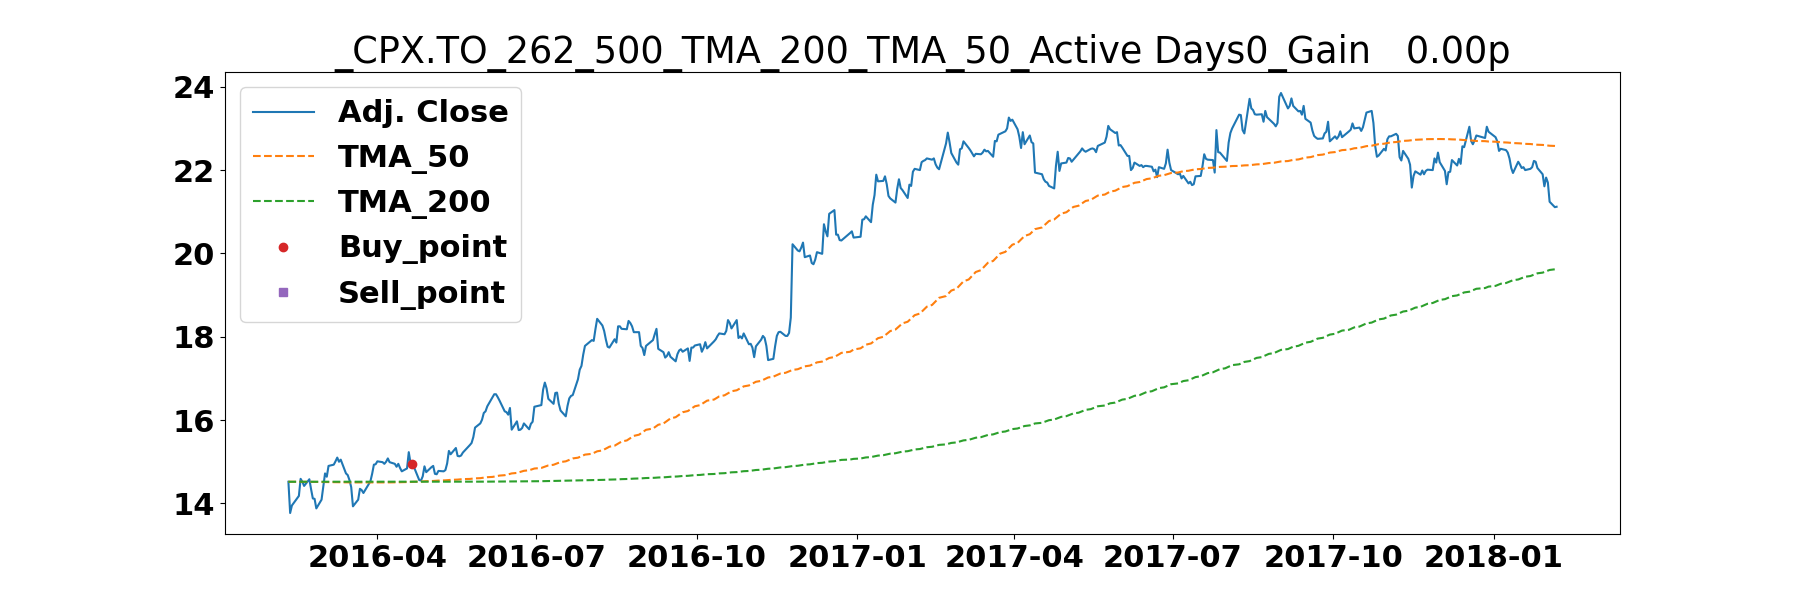 _CPX.TO_262_500_TMA_200_TMA_50_Active Days0_Gain   0.00p
24
22
20
18
16
14
Adj. Close
TMA_50
TMA_200
Buy_point
Sell_point
2016-04 2016-07 2016-10 2017-01 2017-04 2017-07 2017-10 2018-01